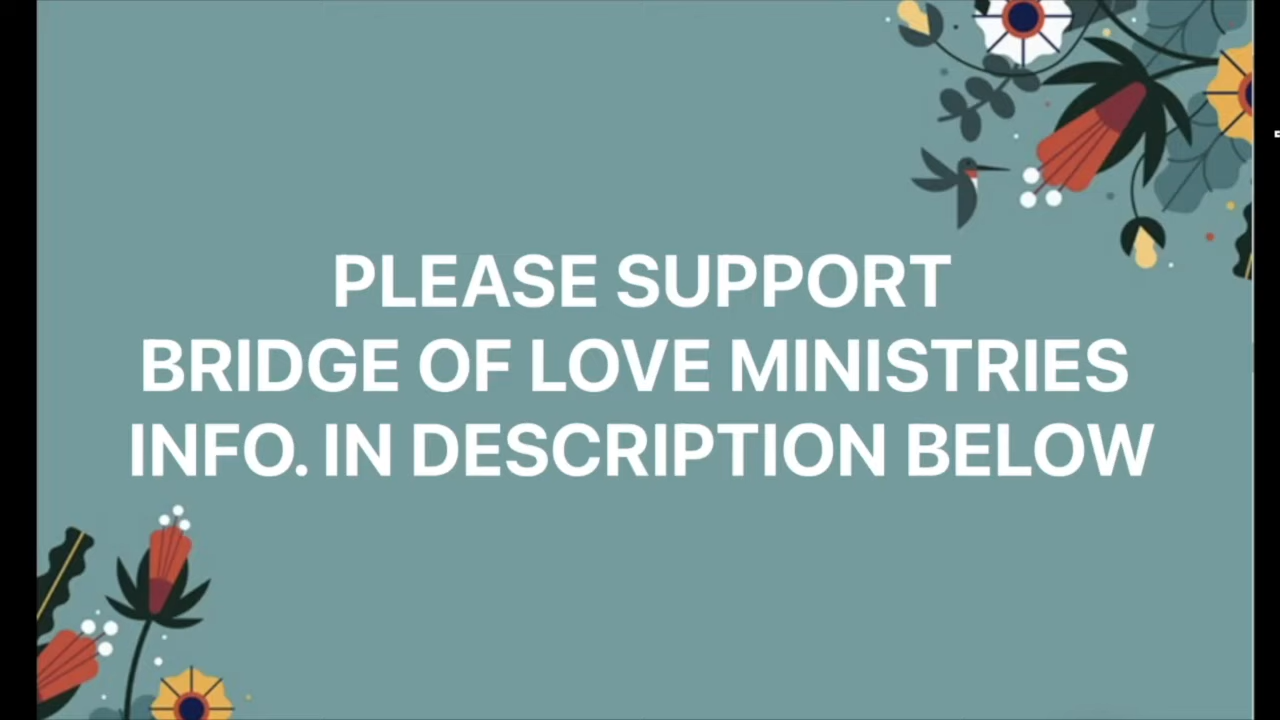 PLEASE SUPPORT
BRIDGE OF LOVE MINISTRIES
INFO. IN DESCRIPTION BELOW